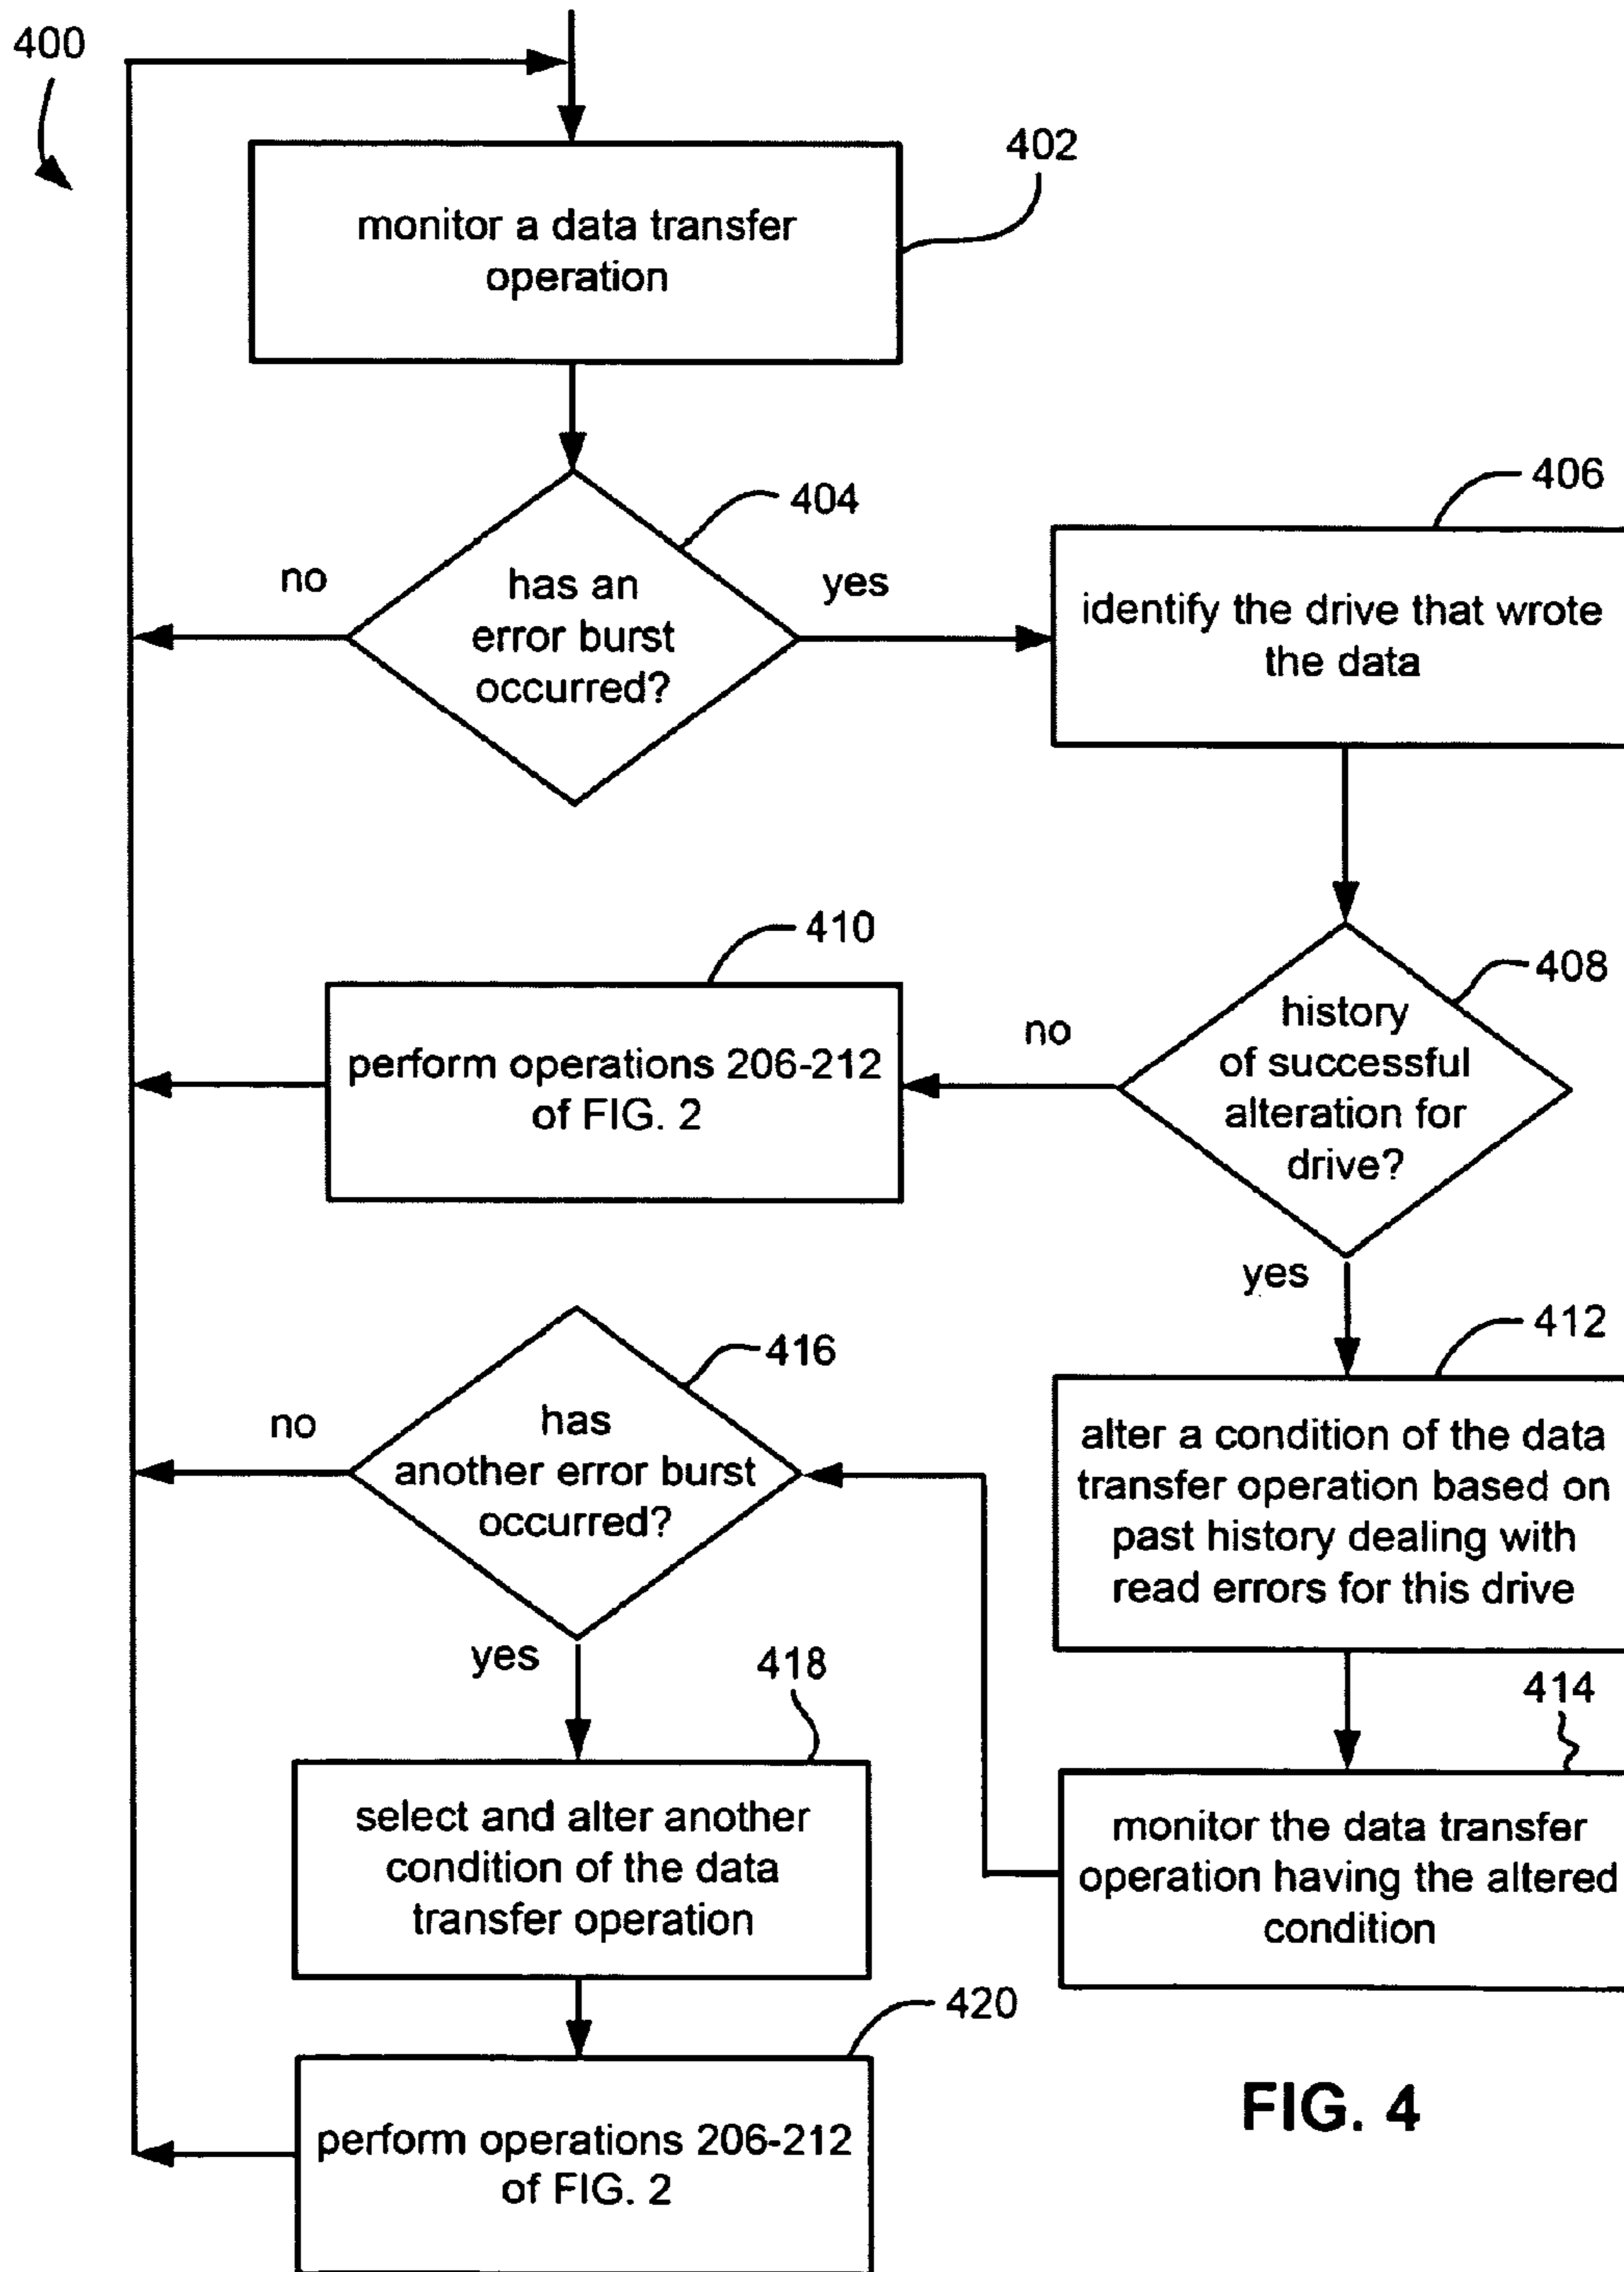 400
402
monitor a data transfer
operation
404
has an
error burst
occurred?
no
yes
406
identify the drive that wrote
the data
408
history
of successful
alteration for
drive?
no
yes
410
perform operations 206-212
of FIG. 2
412
alter a condition of the data
transfer operation based on
past history dealing with
read errors for this drive
414
monitor the data transfer
operation having the altered
condition
416
has
another error burst
occurred?
no
yes
418
select and alter another
condition of the data
transfer operation
420
perform operations 206-212
of FIG. 2
FIG. 4